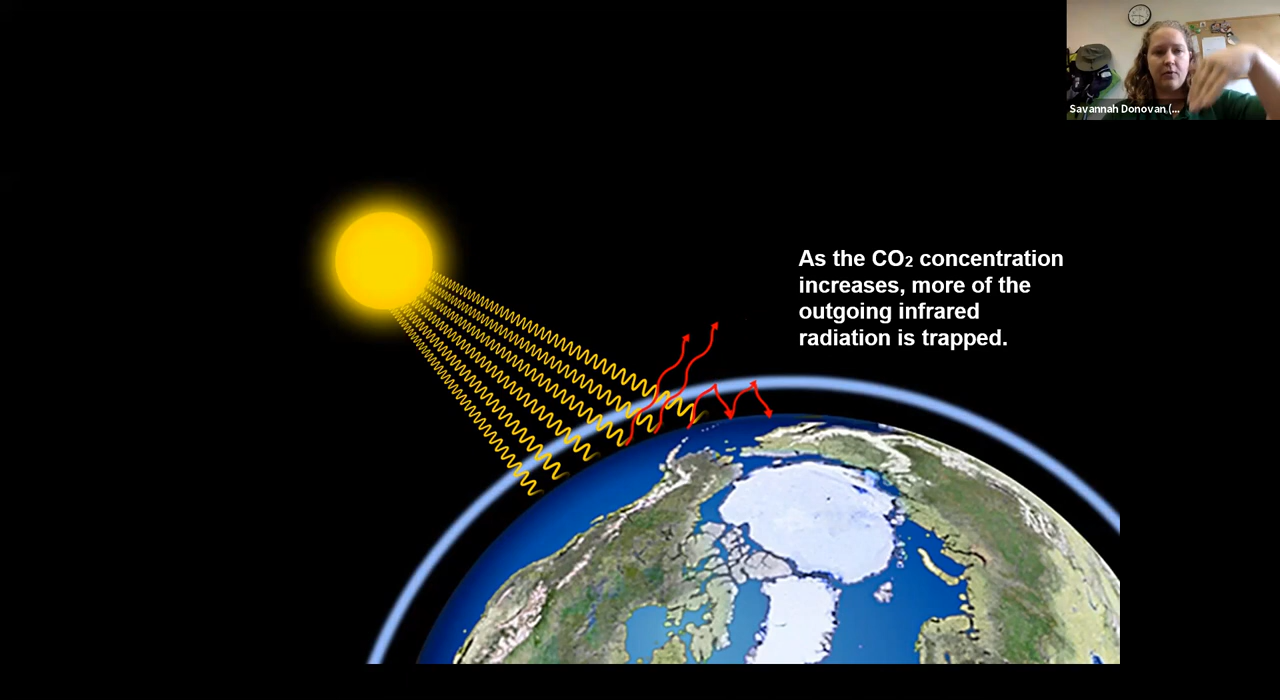 Savannah Donovan (...
As the CO₂ concentration
increases, more of the
outgoing infrared
radiation is trapped.